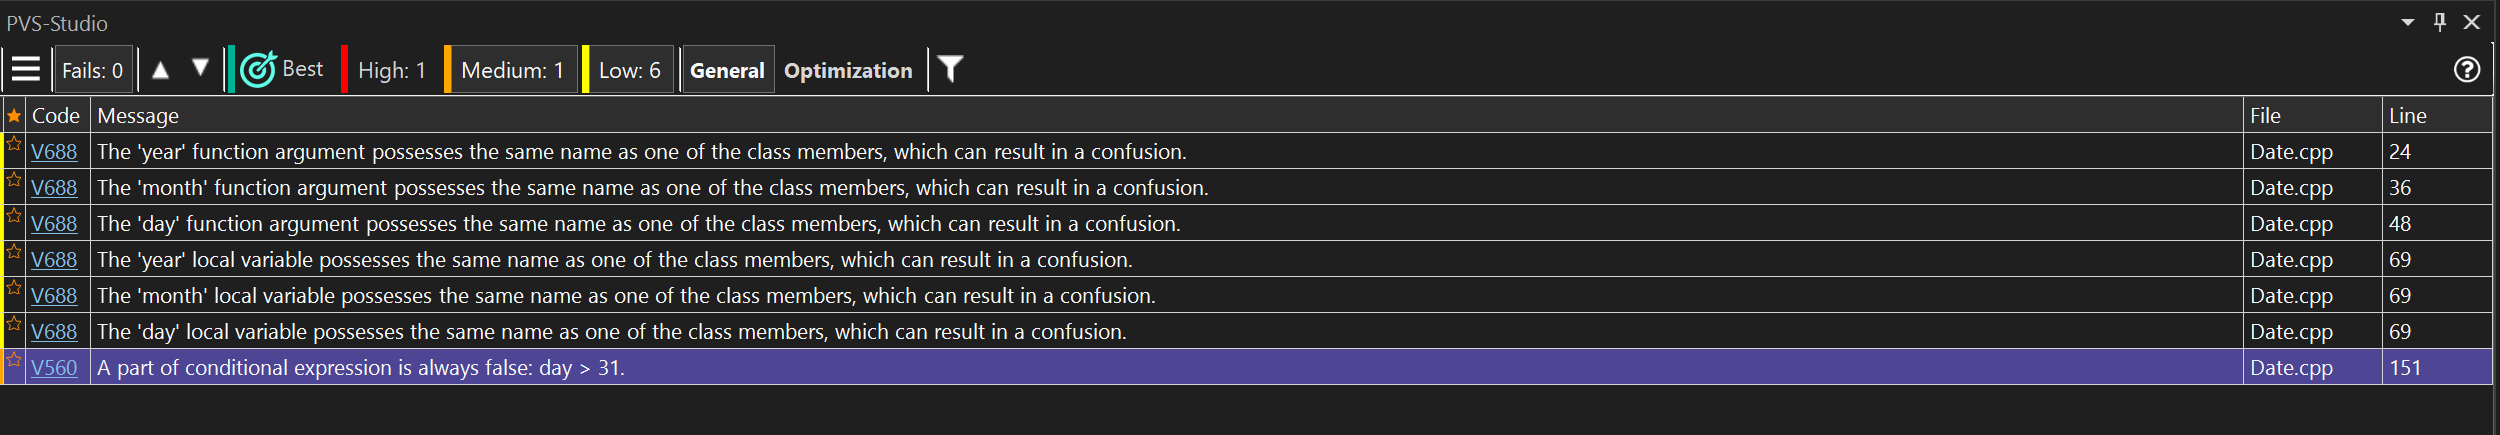 PVS-Studio
Fails: 0 Best High: 1 Medium: 1 Low: 6 General Optimization
Code Message File Line
V688 The 'year' function argument possesses the same name as one of the class members, which can result in a confusion. Date.cpp 24
V688 The 'month' function argument possesses the same name as one of the class members, which can result in a confusion. Date.cpp 36
V688 The 'day' function argument possesses the same name as one of the class members, which can result in a confusion. Date.cpp 48
V688 The 'year' local variable possesses the same name as one of the class members, which can result in a confusion. Date.cpp 69
V688 The 'month' local variable possesses the same name as one of the class members, which can result in a confusion. Date.cpp 69
V688 The 'day' local variable possesses the same name as one of the class members, which can result in a confusion. Date.cpp 69
V560 A part of conditional expression is always false: day > 31. Date.cpp 151